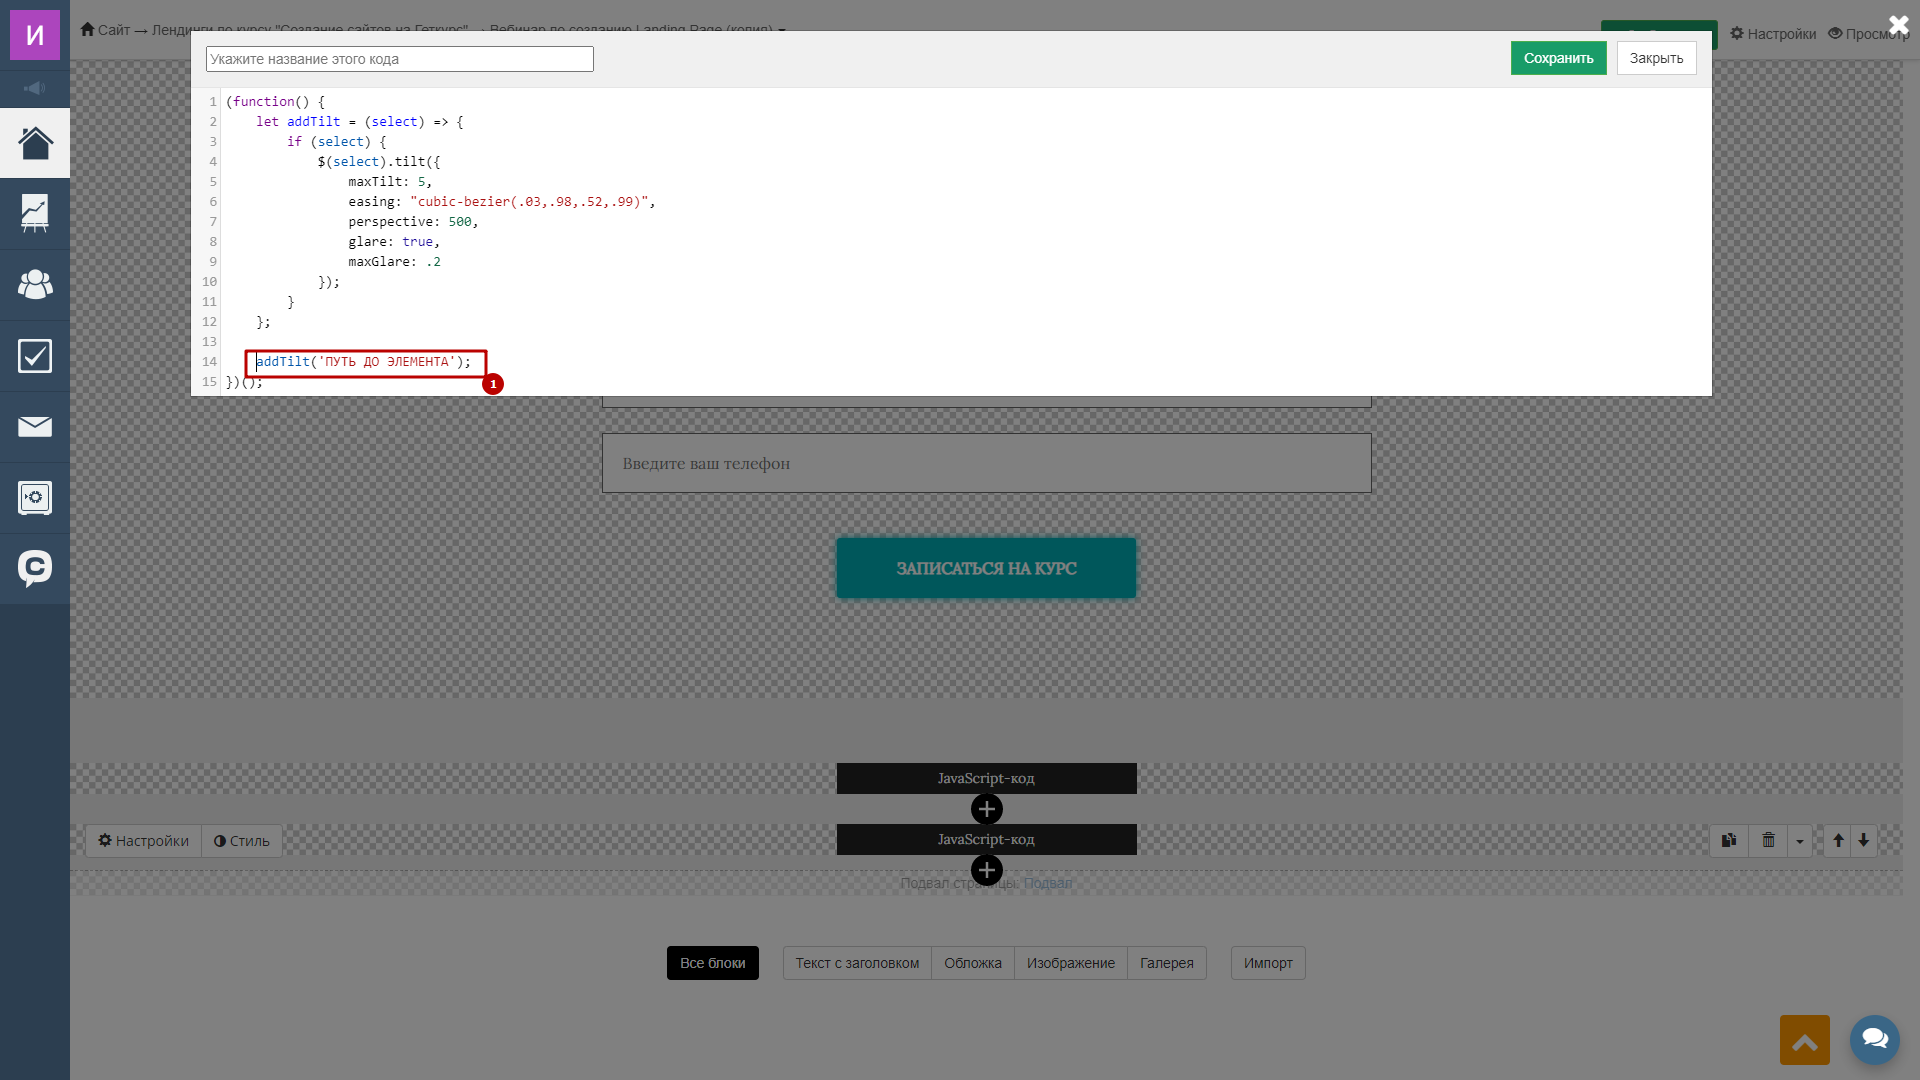 И
Сайт → Лендинги по курсу "Создание сайтов на Геткурс" → Вебинар по созданию Landing Page (копия)
Настройки
Просмотр
Укажите название этого кода
Сохранить
Закрыть
1 (function() {
2 let addTilt = (select) => {
3 if (select) {
4 $(select).tilt({
5 maxTilt: 5,
6 easing: "cubic-bezier(.03,.98,.52,.99)",
7 perspective: 500,
8 glare: true,
9 maxGlare: .2
10 });
11 }
12 };
13
14 addTilt('ПУТЬ ДО ЭЛЕМЕНТА');
15 })();
1
Введите ваш телефон
ЗАПИСАТЬСЯ НА КУРС
JavaScript-код
Настройки
Стиль
JavaScript-код
Подвал страницы: Подвал
Все блоки
Текст с заголовком
Обложка
Изображение
Галерея
Импорт